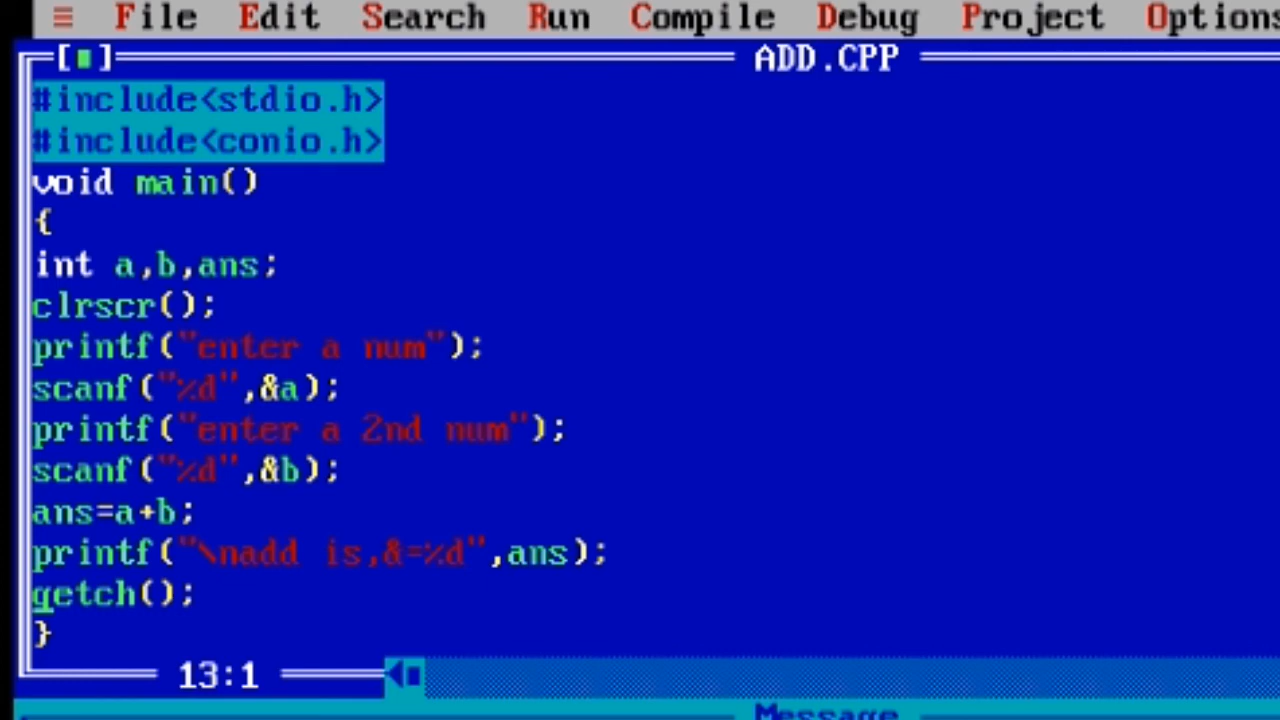 ≡ File Edit Search Run Compile Debug Project Options
ADD.CPP
#include<stdio.h>
#include<conio.h>
void main()
{
int a,b,ans;
clrscr();
printf("enter a num");
scanf("%d",&a);
printf("enter a 2nd num");
scanf("%d",&b);
ans=a+b;
printf("\nadd is,&=%d",ans);
getch();
}
13:1
Message